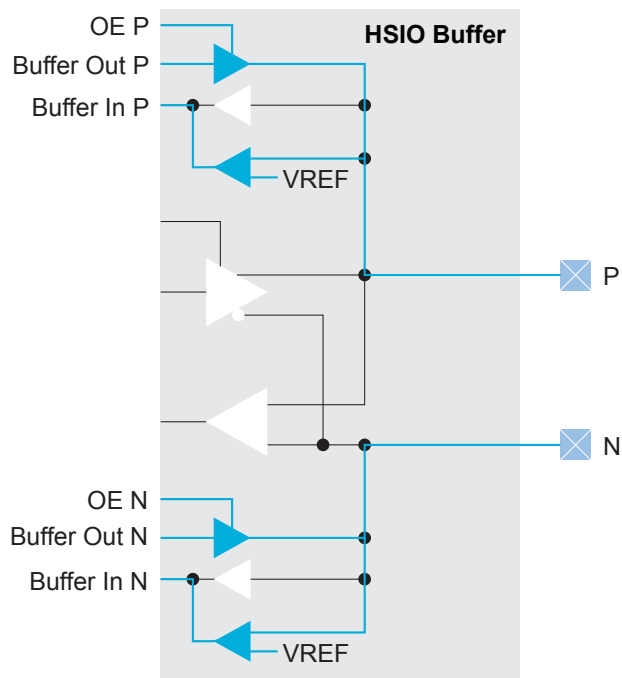 OE P
HSIO Buffer
Buffer Out P
Buffer In P
VREF
P
N
OE N
Buffer Out N
Buffer In N
VREF